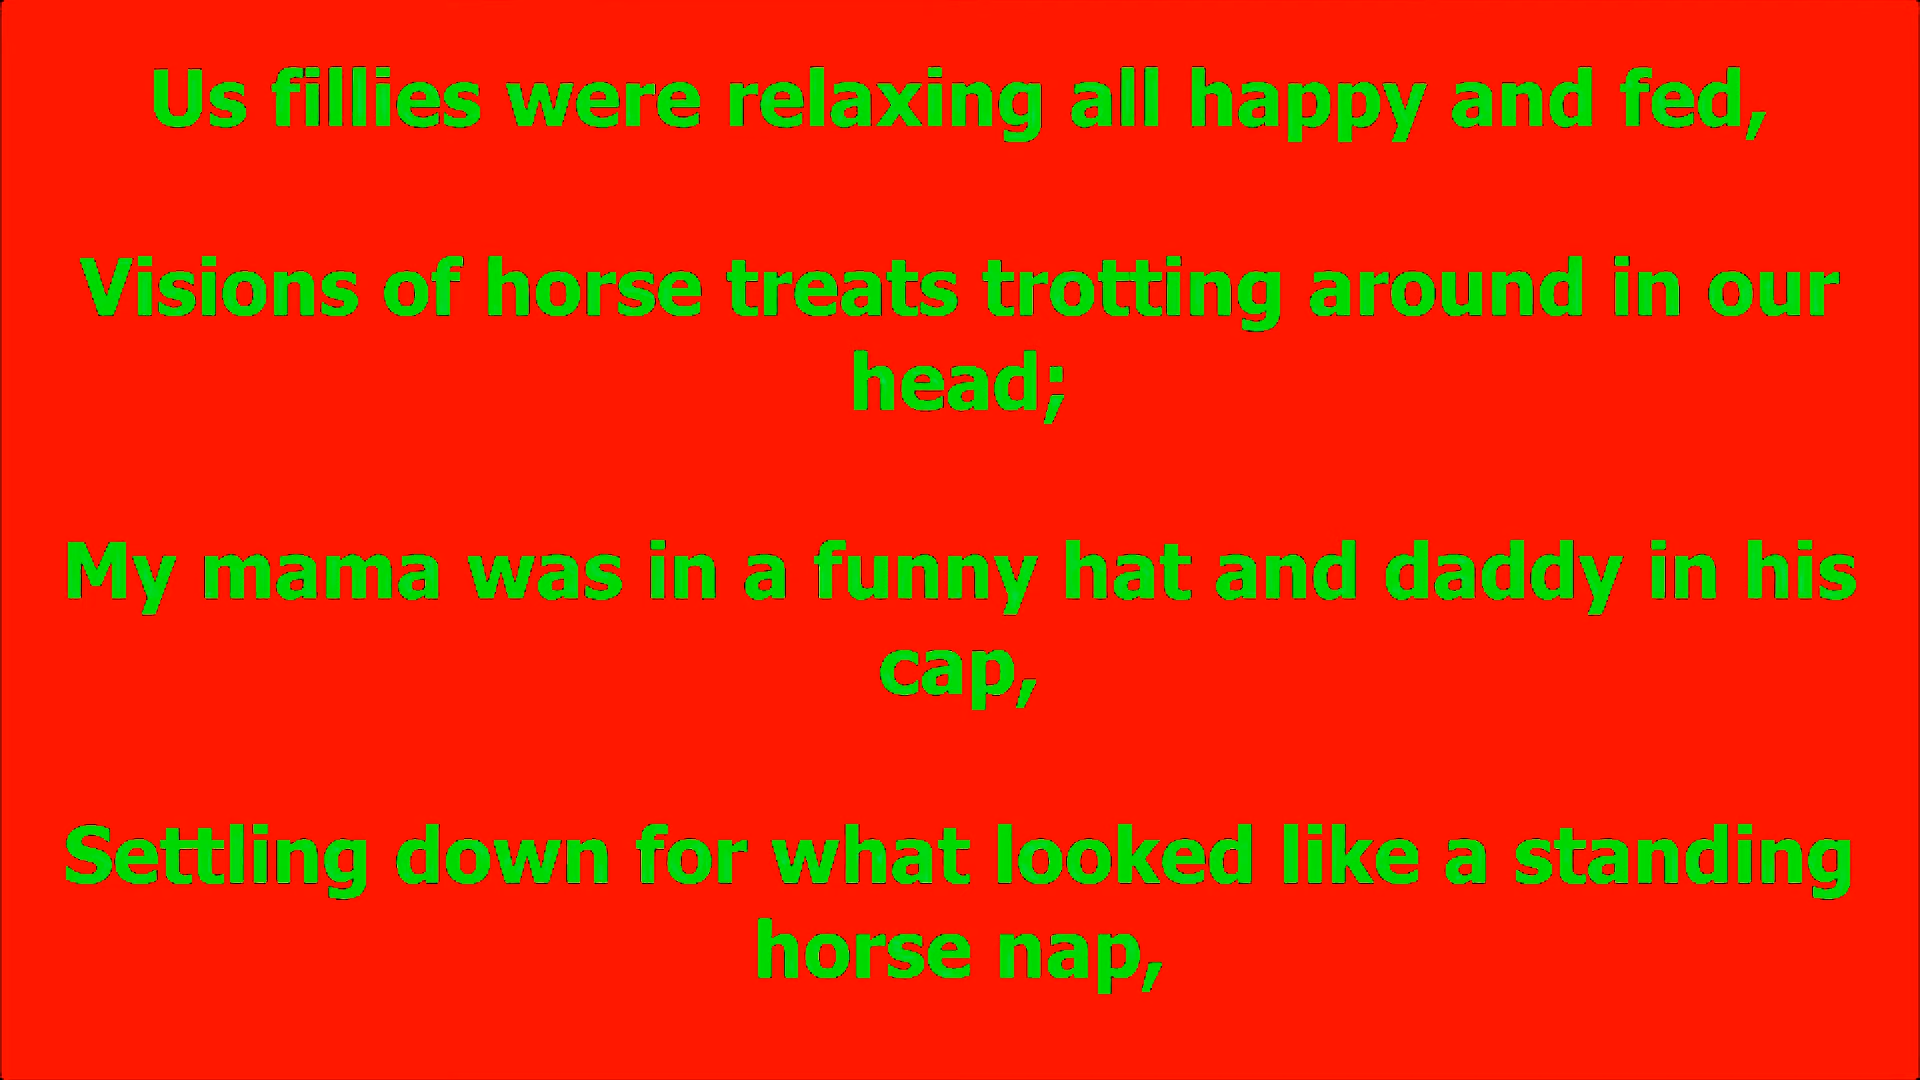 Us fillies were relaxing all happy and fed,
Visions of horse treats trotting around in our
head;
My mama was in a funny hat and daddy in his
cap,
Settling down for what looked like a standing
horse nap,